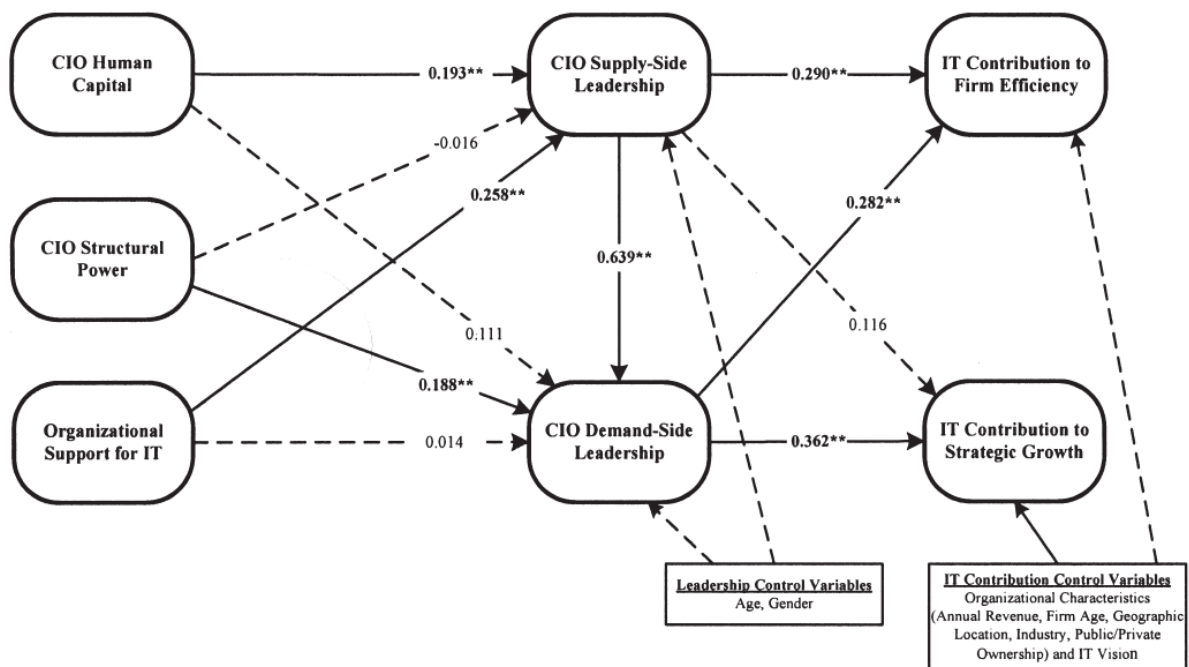 CIO Human
Capital
0.193**
CIO Supply-Side
Leadership
0.290**
IT Contribution to
Firm Efficiency
-0.016
0.258**
0.282**
CIO Structural
Power
0.639**
0.111
0.116
0.188**
Organizational
Support for IT
0.014
CIO Demand-Side
Leadership
0.362**
IT Contribution to
Strategic Growth
Leadership Control Variables
Age, Gender
IT Contribution Control Variables
Organizational Characteristics
(Annual Revenue, Firm Age, Geographic
Location, Industry, Public/Private
Ownership) and IT Vision